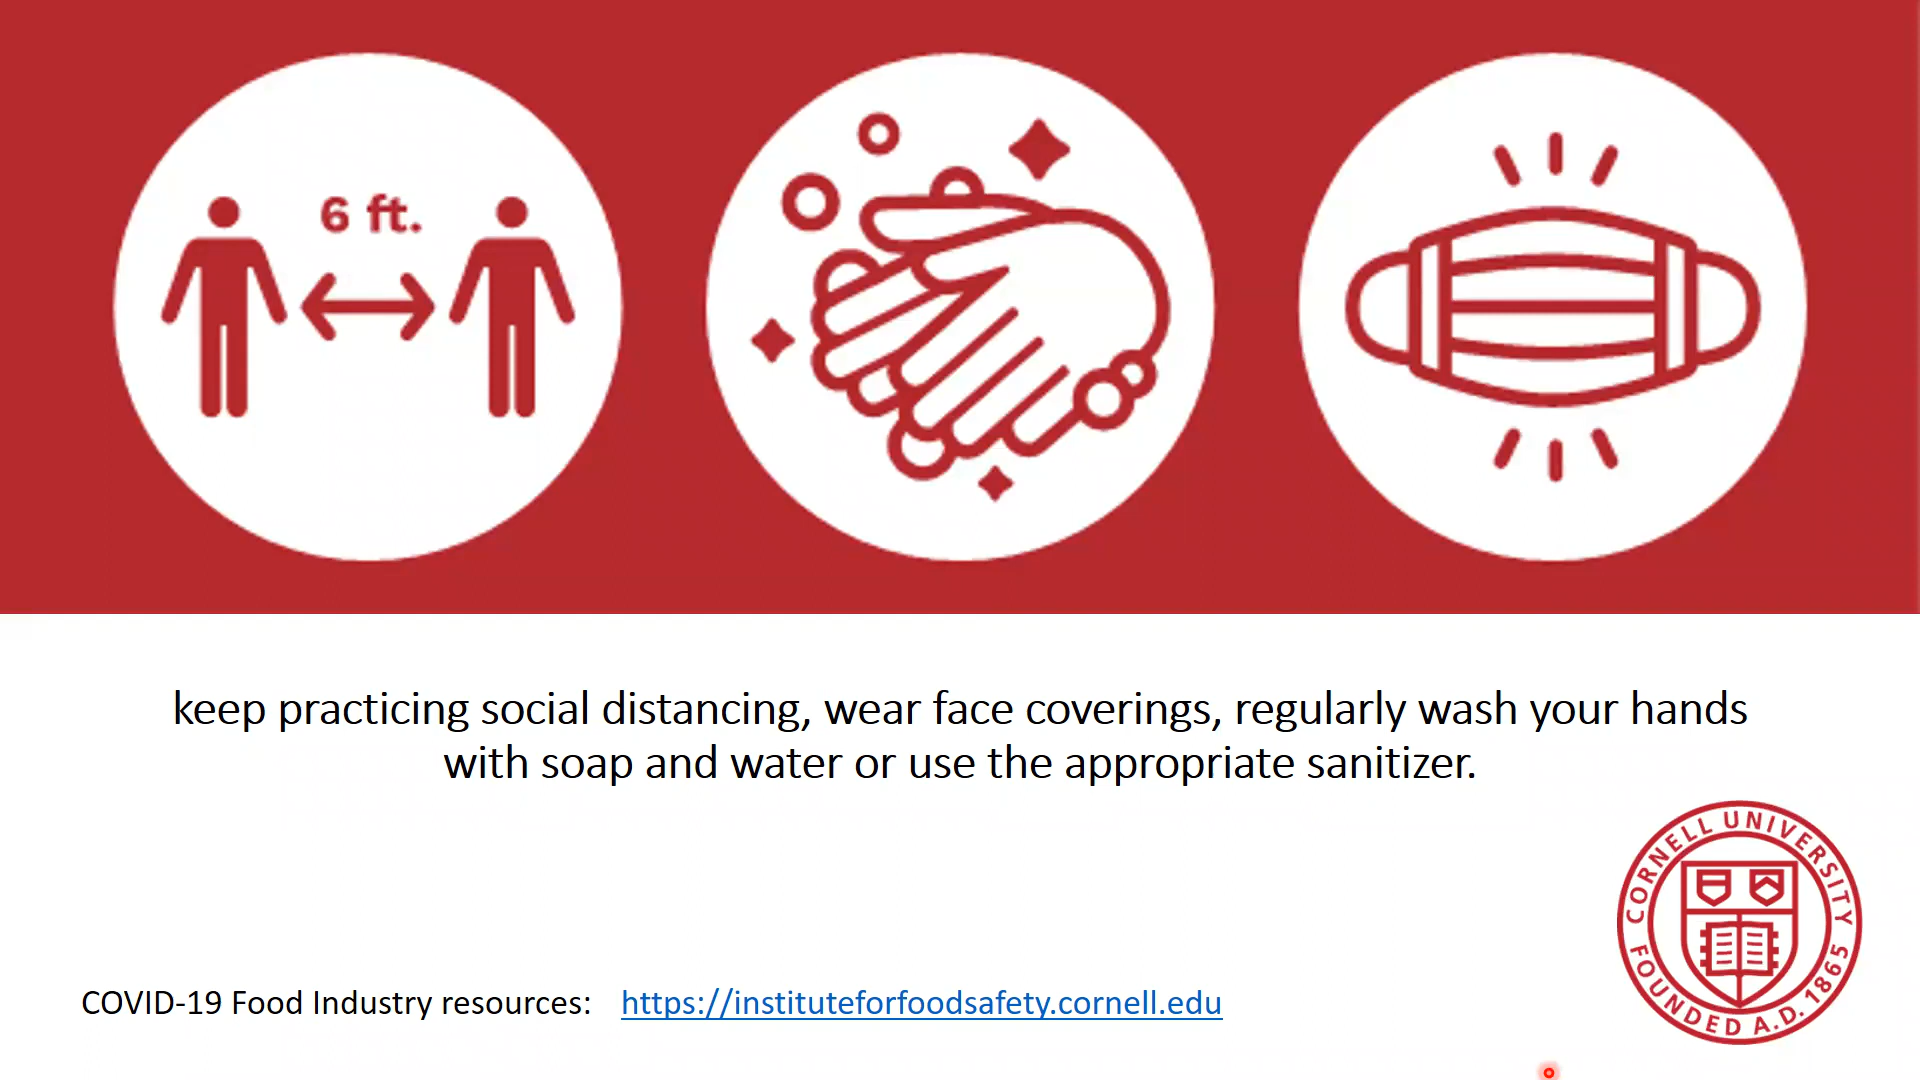 6 ft.
keep practicing social distancing, wear face coverings, regularly wash your hands
with soap and water or use the appropriate sanitizer.
CORNELL UNIVERSITY
FOUNDED A.D. 1865
COVID-19 Food Industry resources: https://instituteforfoodsafety.cornell.edu